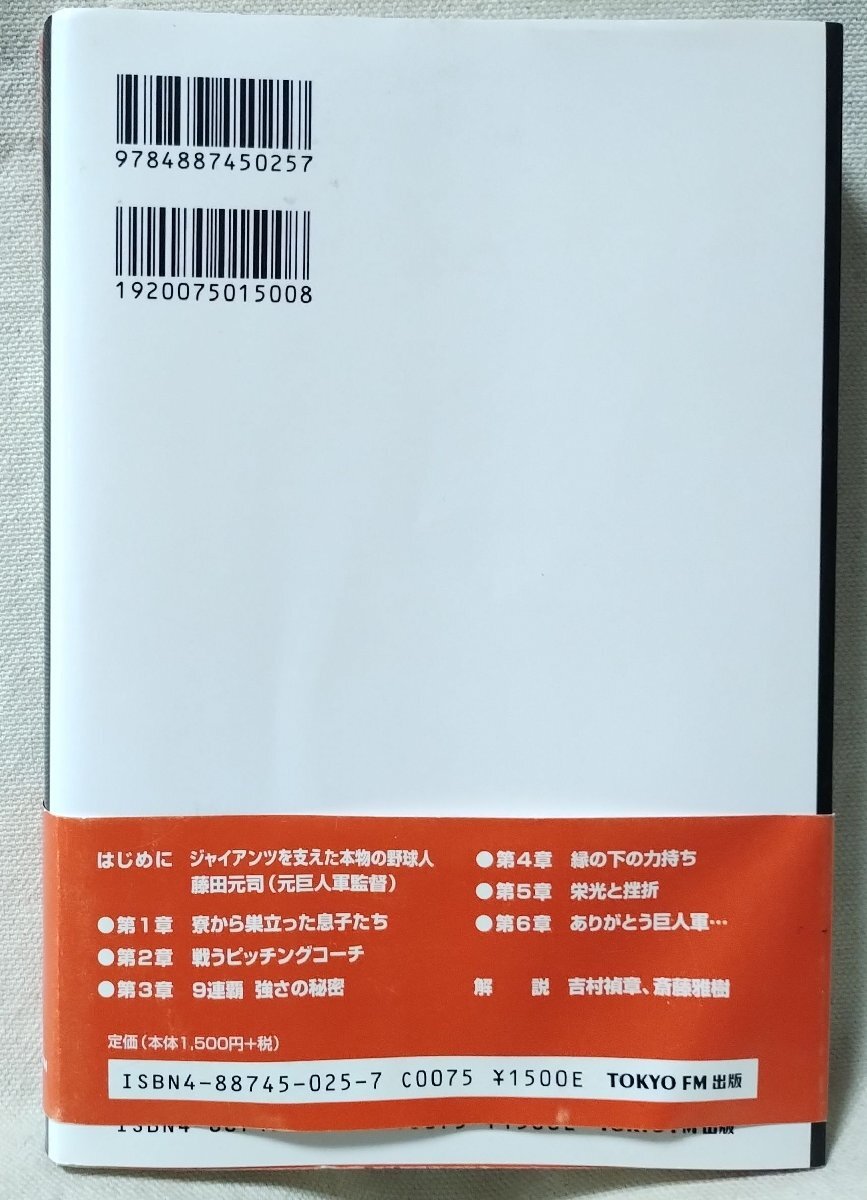 9784887450257
1920075015008
はじめに ジャイアンツを支えた本物の野球人
藤田元司(元巨人軍監督)
●第1章 寮から巣立った息子たち
●第2章 戦うピッチングコーチ
●第3章 9連覇 強さの秘密
●第4章 縁の下の力持ち
●第5章 栄光と挫折
●第6章 ありがとう巨人軍…
解 説 吉村禎章、斎藤雅樹
定価(本体1,500円+税)
ISBN4-88745-025-7 C0075 ¥1500E TOKYO FM 出版